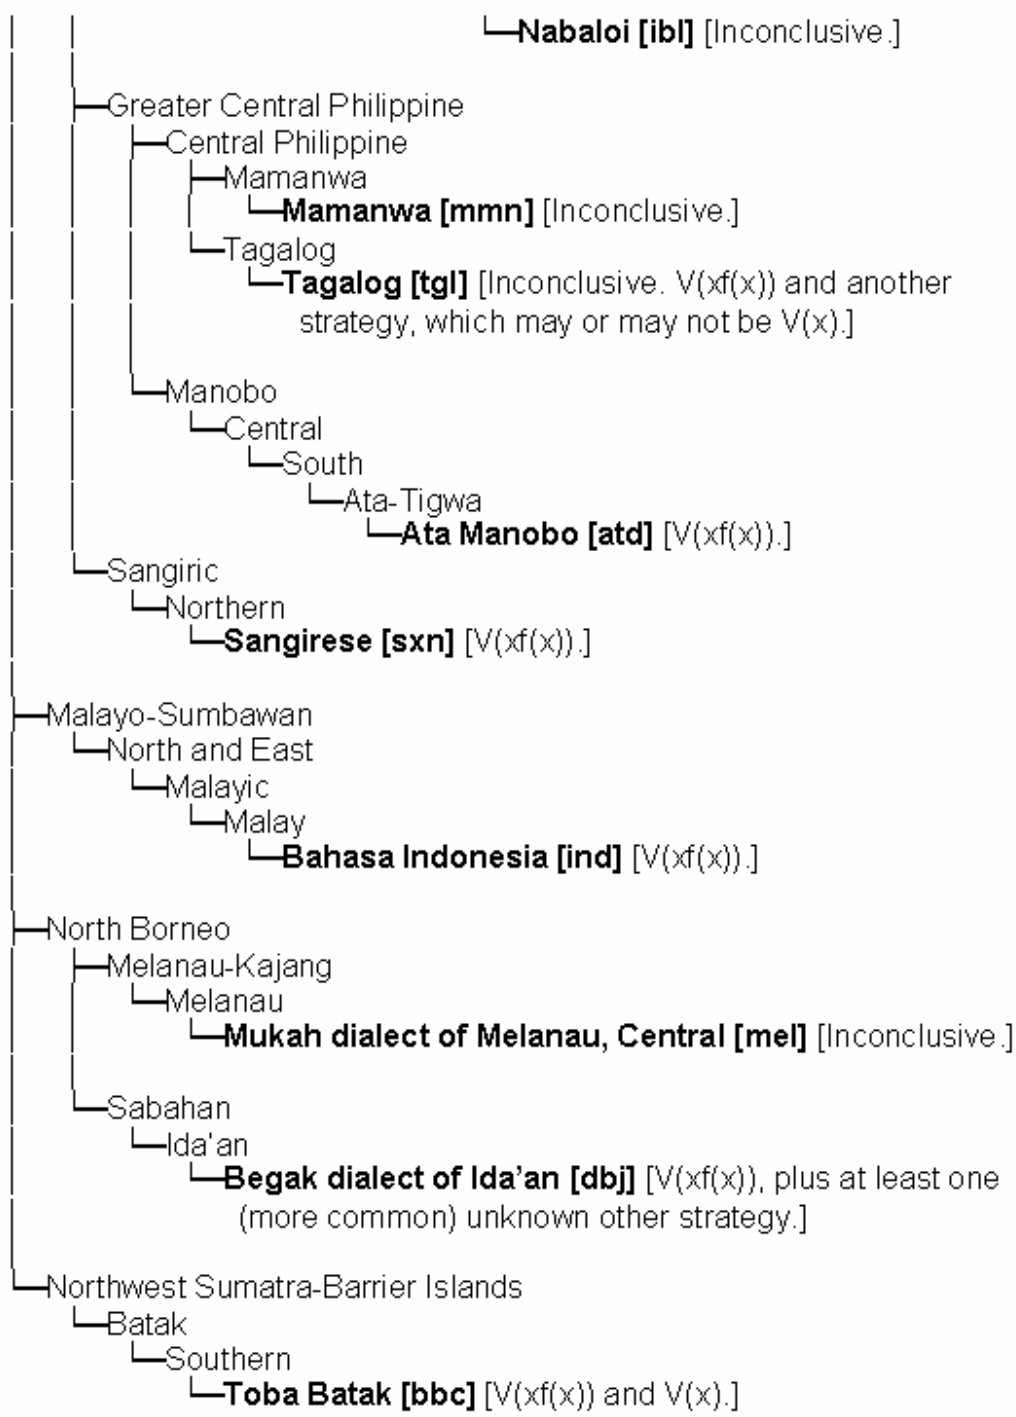 Nabaloi [ibl] [Inconclusive.]
Greater Central Philippine
Central Philippine
Mamanwa
Mamanwa [mmn] [Inconclusive.]
Tagalog
Tagalog [tgl] [Inconclusive. V(xf(x)) and another
strategy, which may or may not be V(x).]
Manobo
Central
South
Ata-Tigwa
Ata Manobo [atd] [V(xf(x)).]
Sangiric
Northern
Sangirese [sxn] [V(xf(x)).]
Malayo-Sumbawan
North and East
Malayic
Malay
Bahasa Indonesia [ind] [V(xf(x)).]
North Borneo
Melanau-Kajang
Melanau
Mukah dialect of Melanau, Central [mel] [Inconclusive.]
Sabahan
Ida'an
Begak dialect of Ida’an [dbj] [V(xf(x)), plus at least one
(more common) unknown other strategy.]
Northwest Sumatra-Barrier Islands
Batak
Southern
Toba Batak [bbc] [V(xf(x)) and V(x).]